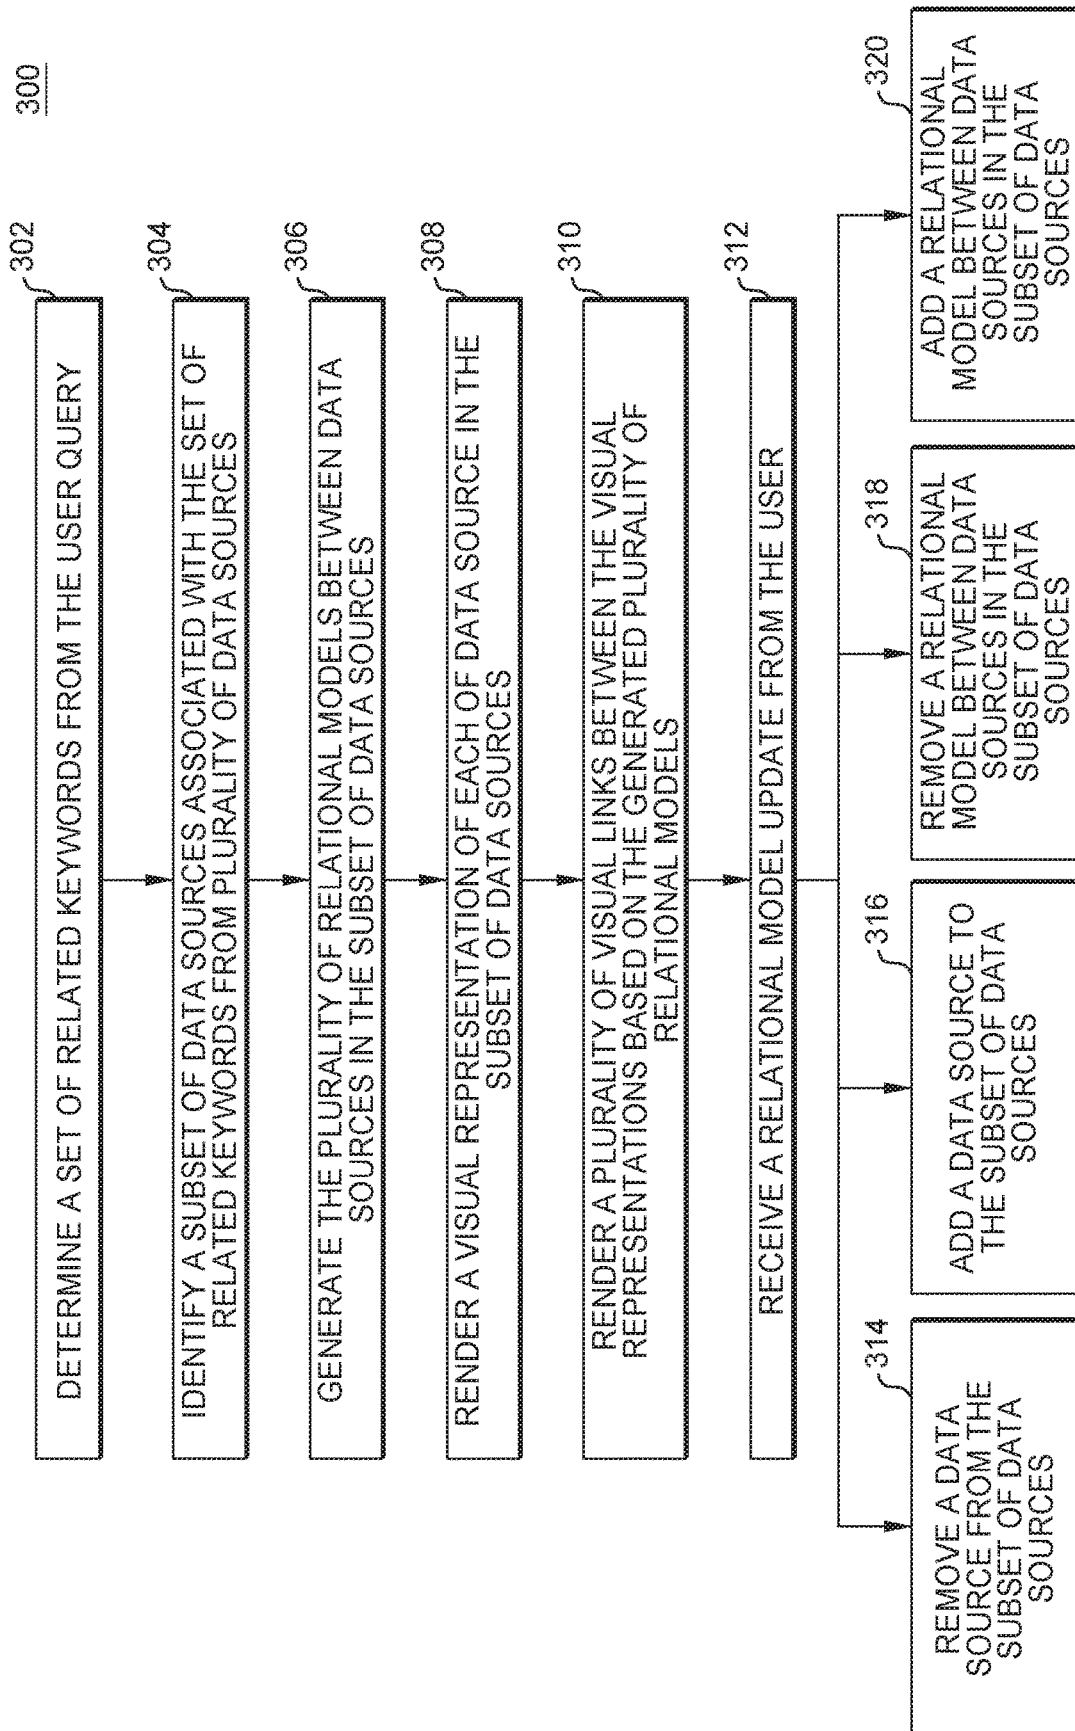 300
302
DETERMINE A SET OF RELATED KEYWORDS FROM THE USER QUERY
304
IDENTIFY A SUBSET OF DATA SOURCES ASSOCIATED WITH THE SET OF
RELATED KEYWORDS FROM PLURALITY OF DATA SOURCES
306
GENERATE THE PLURALITY OF RELATIONAL MODELS BETWEEN DATA
SOURCES IN THE SUBSET OF DATA SOURCES
308
RENDER A VISUAL REPRESENTATION OF EACH OF DATA SOURCE IN THE
SUBSET OF DATA SOURCES
310
RENDER A PLURALITY OF VISUAL LINKS BETWEEN THE VISUAL
REPRESENTATIONS BASED ON THE GENERATED PLURALITY OF
RELATIONAL MODELS
312
RECEIVE A RELATIONAL MODEL UPDATE FROM THE USER
314
REMOVE A DATA
SOURCE FROM THE
SUBSET OF DATA
SOURCES
316
ADD A DATA SOURCE TO
THE SUBSET OF DATA
SOURCES
318
REMOVE A RELATIONAL
MODEL BETWEEN DATA
SOURCES IN THE
SUBSET OF DATA
SOURCES
320
ADD A RELATIONAL
MODEL BETWEEN DATA
SOURCES IN THE
SUBSET OF DATA
SOURCES